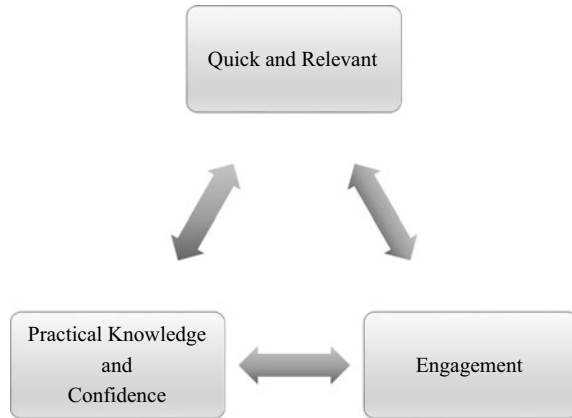 Quick and Relevant
Practical Knowledge
and
Confidence
Engagement